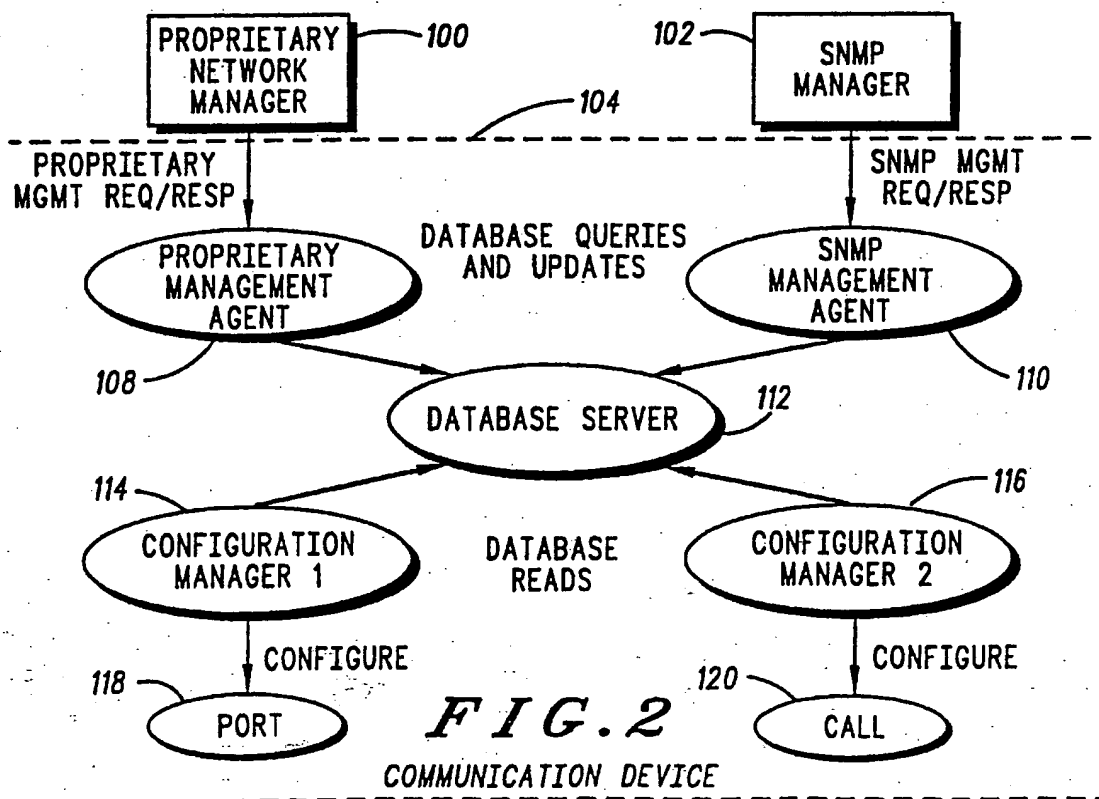 PROPRIETARY
NETWORK
MANAGER
100
102
SNMP
MANAGER
104
PROPRIETARY
MGMT REQ/RESP
SNMP MGMT
REQ/RESP
DATABASE QUERIES
AND UPDATES
PROPRIETARY
MANAGEMENT
AGENT
SNMP
MANAGEMENT
AGENT
108
110
DATABASE SERVER
112
114
116
CONFIGURATION
MANAGER 1
DATABASE
READS
CONFIGURATION
MANAGER 2
CONFIGURE
CONFIGURE
118
PORT
120
CALL
FIG.2
COMMUNICATION DEVICE